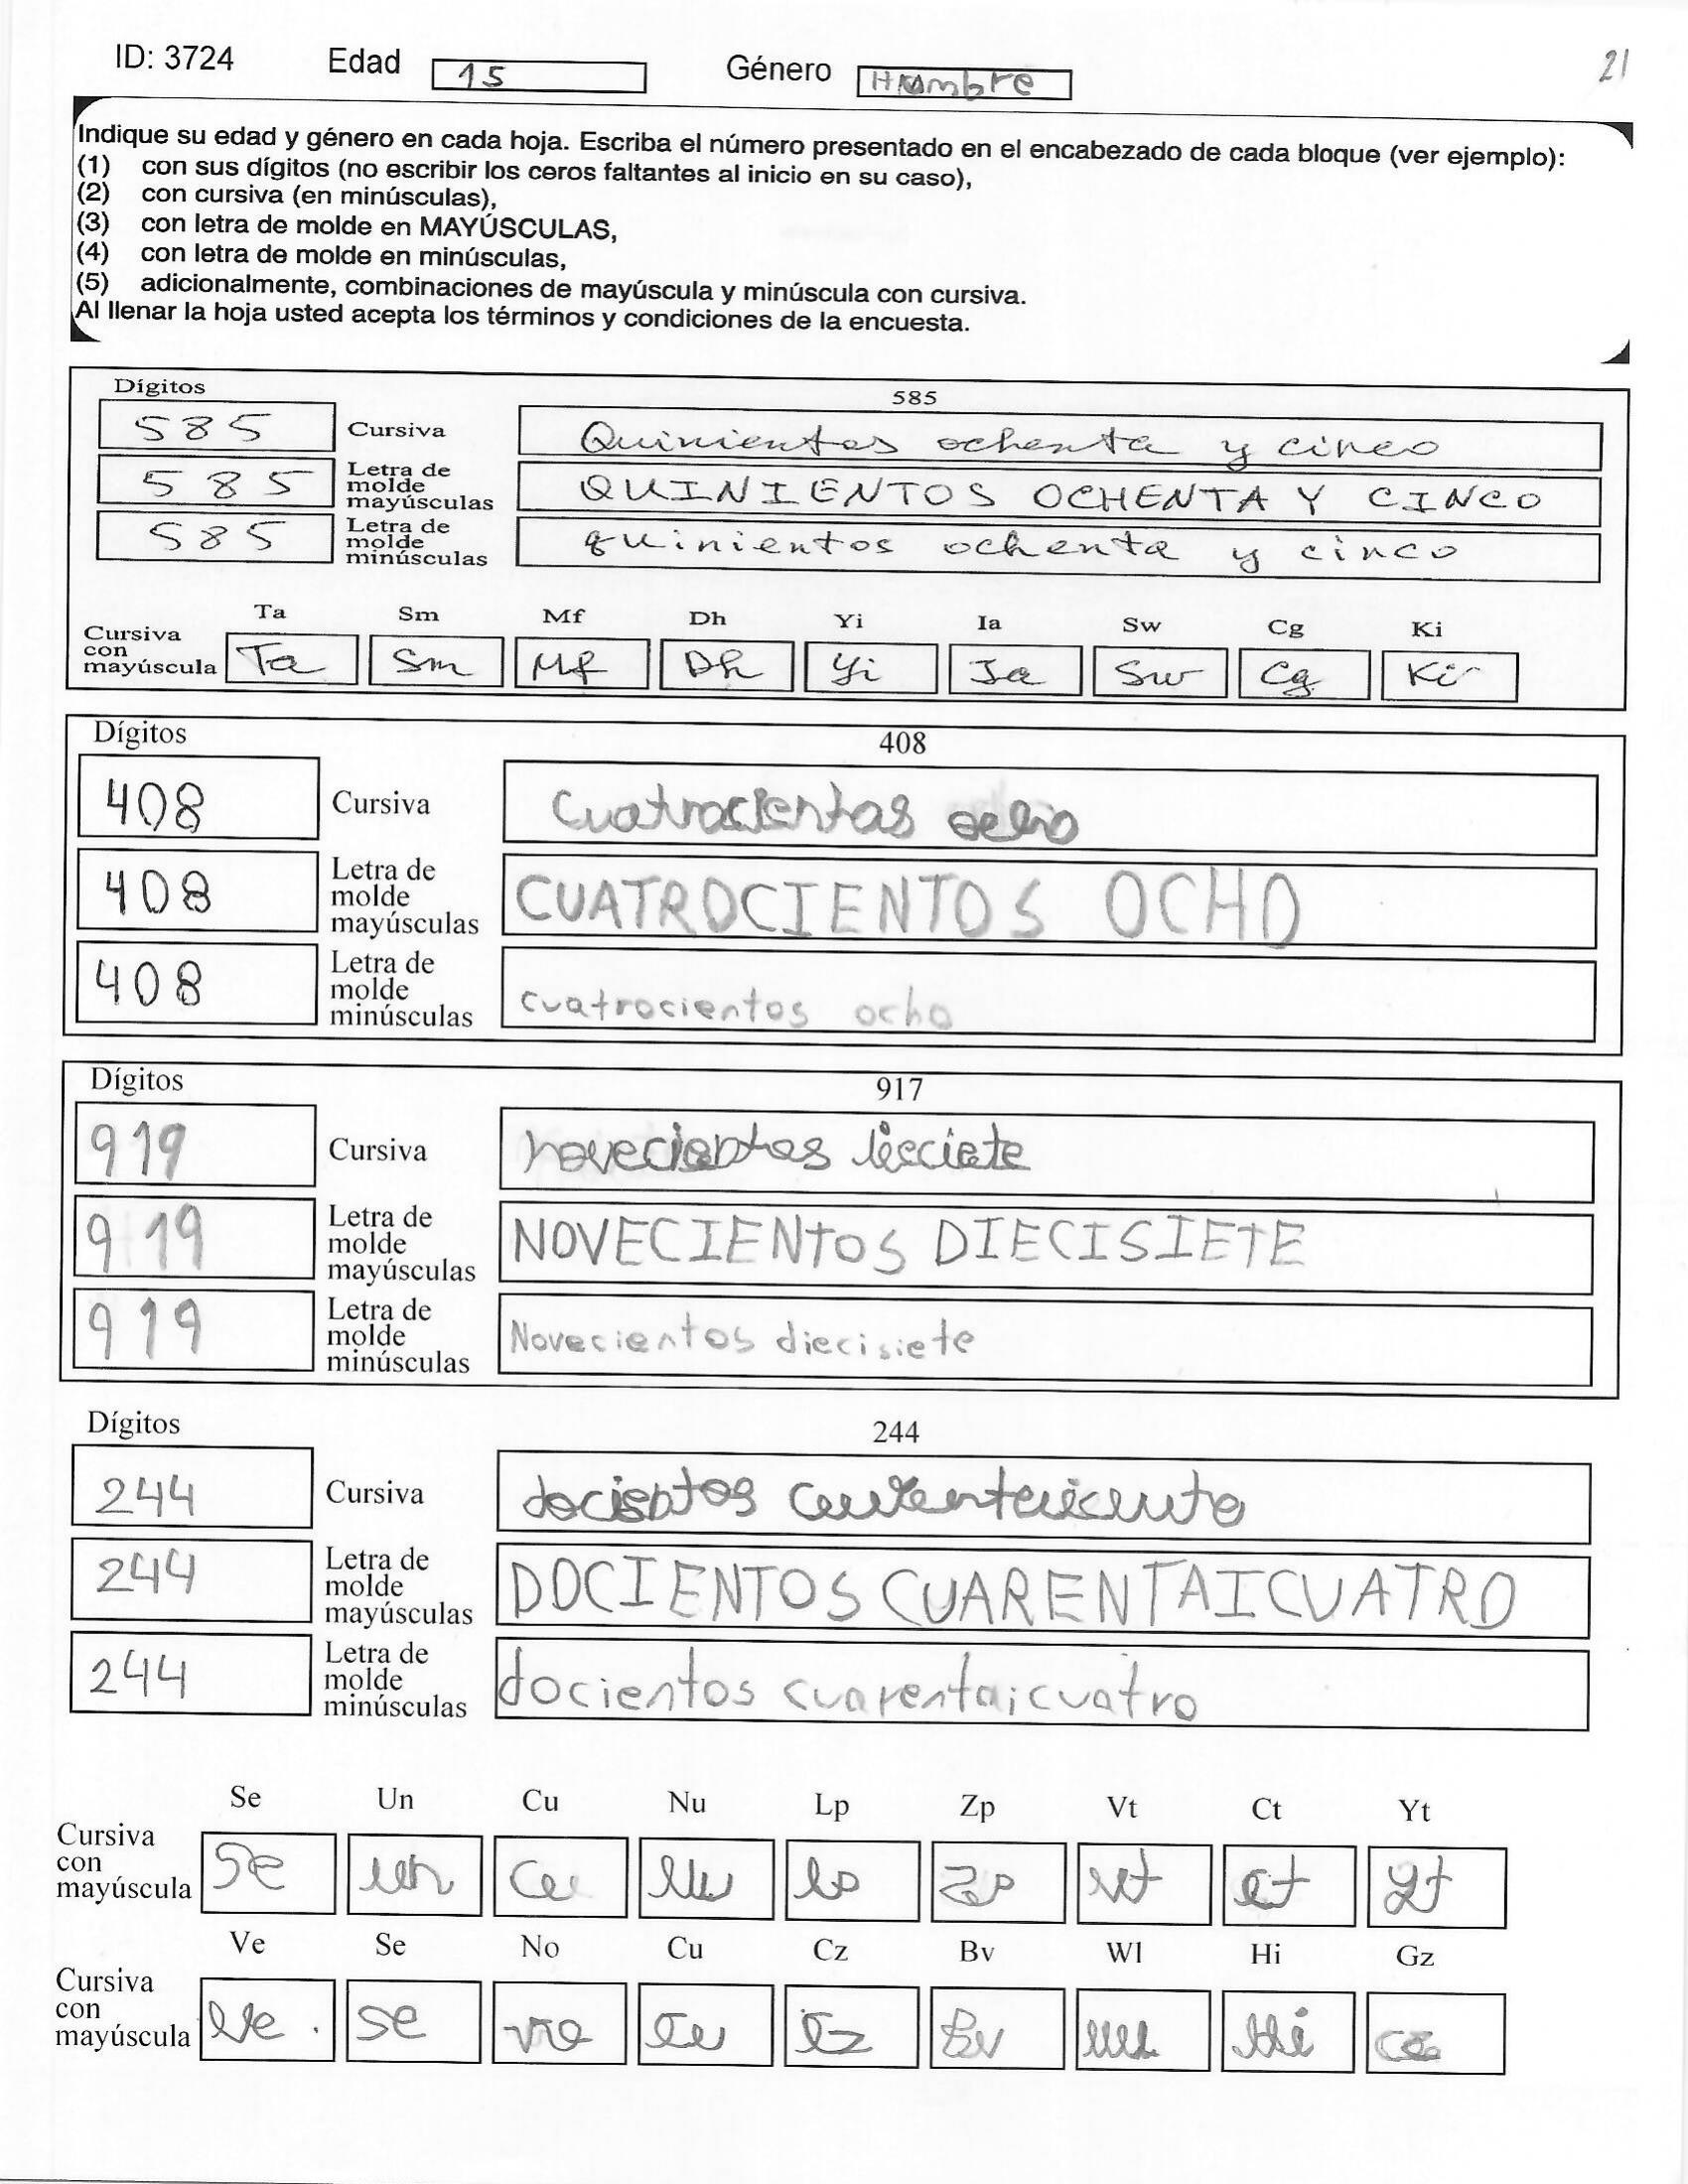 ID: 3724 Edad 15 Género Hombre 21
Indique su edad y género en cada hoja. Escriba el número presentado en el encabezado de cada bloque (ver ejemplo):
(1) con sus dígitos (no escribir los ceros faltantes al inicio en su caso),
(2) con cursiva (en minúsculas),
(3) con letra de molde en MAYÚSCULAS,
(4) con letra de molde en minúsculas,
(5) adicionalmente, combinaciones de mayúscula y minúscula con cursiva.
Al llenar la hoja usted acepta los términos y condiciones de la encuesta.
Dígitos 585
585 Cursiva Quinientos ochenta y cinco
585 Letra de molde mayúsculas QUINIENTOS OCHENTA Y CINCO
585 Letra de molde minúsculas quinientos ochenta y cinco
Ta Sm Mf Dh Yi Ia Sw Cg Ki
Cursiva con mayúscula Ta Sm Mf Dh Yi Ia Sw Cg Ki
Dígitos 408
408 Cursiva Cuatrocientos ocho
408 Letra de molde mayúsculas CUATROCIENTOS OCHO
408 Letra de molde minúsculas cuatrocientos ocho
Dígitos 917
919 Cursiva novecientos
919 Letra de molde mayúsculas NOVECIENTOS DIECISIETE
919 Letra de molde minúsculas Novecientos diecisiete
Dígitos 244
244 Cursiva docientos
244 Letra de molde mayúsculas DOCIENTOS CUARENTAICUATRO
244 Letra de molde minúsculas docientos cuarentaicuatro
Se Un Cu Nu Lp Zp Vt Ct Yt
Cursiva con mayúscula Se Un Cu Nu lp Zp Vt Ct Yt
Ve Se No Cu Cz Bv Wl Hi Gz
Cursiva con mayúscula Ve Se No Cu Cz Bv Wl Hi